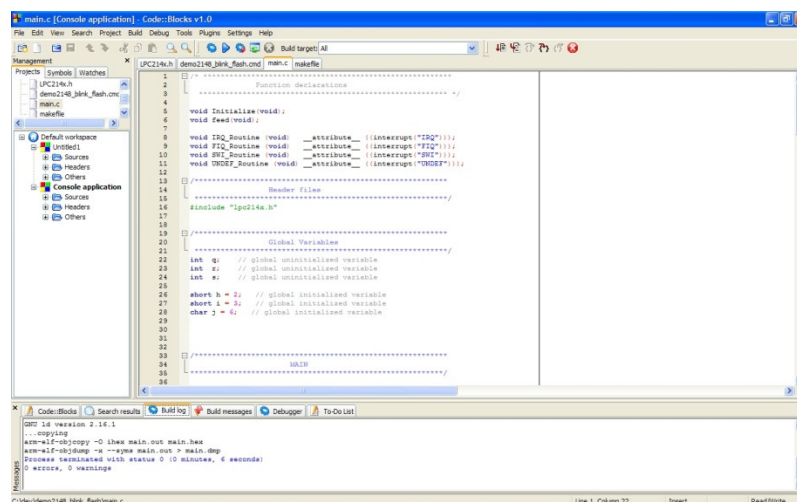 main.c [Console application] - Code::Blocks v1.0
File Edit View Search Project Build Debug Tools Plugins Settings Help
Build target: All
Management
Projects Symbols Watches
LPC214x.h
demo2148_blink_flash.cmd
main.c
makefile
Default workspace
Untitled1
Sources
Headers
Others
Console application
Sources
Headers
Others
LPC214x.h demo2148_blink_flash.cmd main.c makefile
1 /* **************************************************
2 Function declarations
3 ************************************************** */
4
5 void Initialize(void);
6 void feed(void);
7
8 void IRQ_Routine (void) __attribute__ ((interrupt("IRQ")));
9 void FIQ_Routine (void) __attribute__ ((interrupt("FIQ")));
10 void SWI_Routine (void) __attribute__ ((interrupt("SWI")));
11 void UNDEF_Routine (void) __attribute__ ((interrupt("UNDEF")));
12
13 /**************************************************
14 Header files
15 **************************************************/
16 #include "lpc214x.h"
17
18
19 /**************************************************
20 Global Variables
21 **************************************************/
22 int q; // global uninitialized variable
23 int r; // global uninitialized variable
24 int s; // global uninitialized variable
25
26 short h = 2; // global initialized variable
27 short i = 3; // global initialized variable
28 char j = 6; // global initialized variable
29
30
31
32
33 /**************************************************
34 MAIN
35 **************************************************/
36
Messages
Code::Blocks Search results Build log Build messages Debugger To-Do List
GNU ld version 2.16.1
...copying
arm-elf-objcopy -O ihex main.out main.hex
arm-elf-objdump -x --syms main.out > main.dmp
Process terminated with status 0 (0 minutes, 6 seconds)
0 errors, 0 warnings
C:\dev\demo2148_blink_flash\main.c Line 1, Column 22 Insert Read/Write